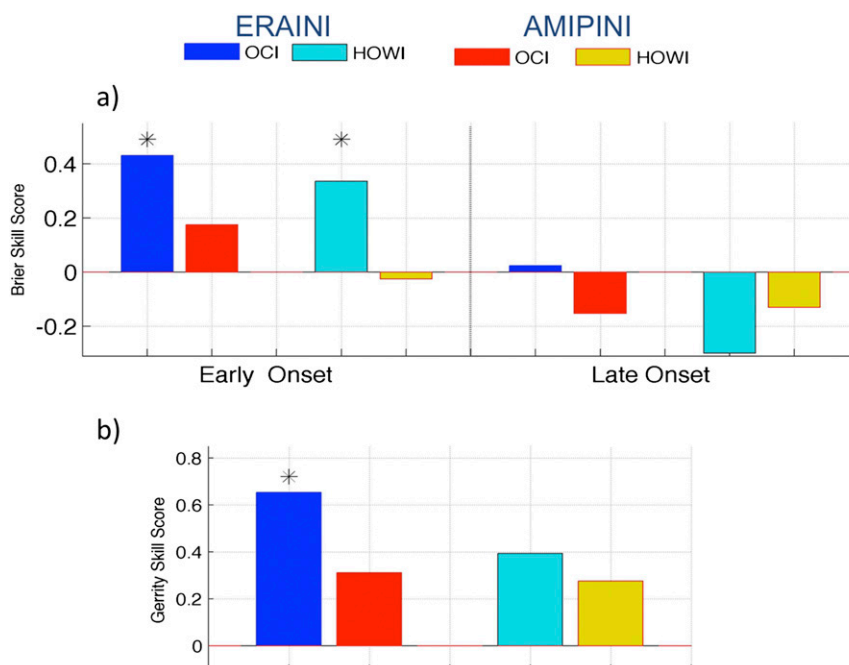 ERAINI AMIPINI
OCI HOWI OCI HOWI
a)
Brier Skill Score
0.4
0.2
0
-0.2
Early Onset Late Onset
b)
Gerrity Skill Score
0.8
0.6
0.4
0.2
0